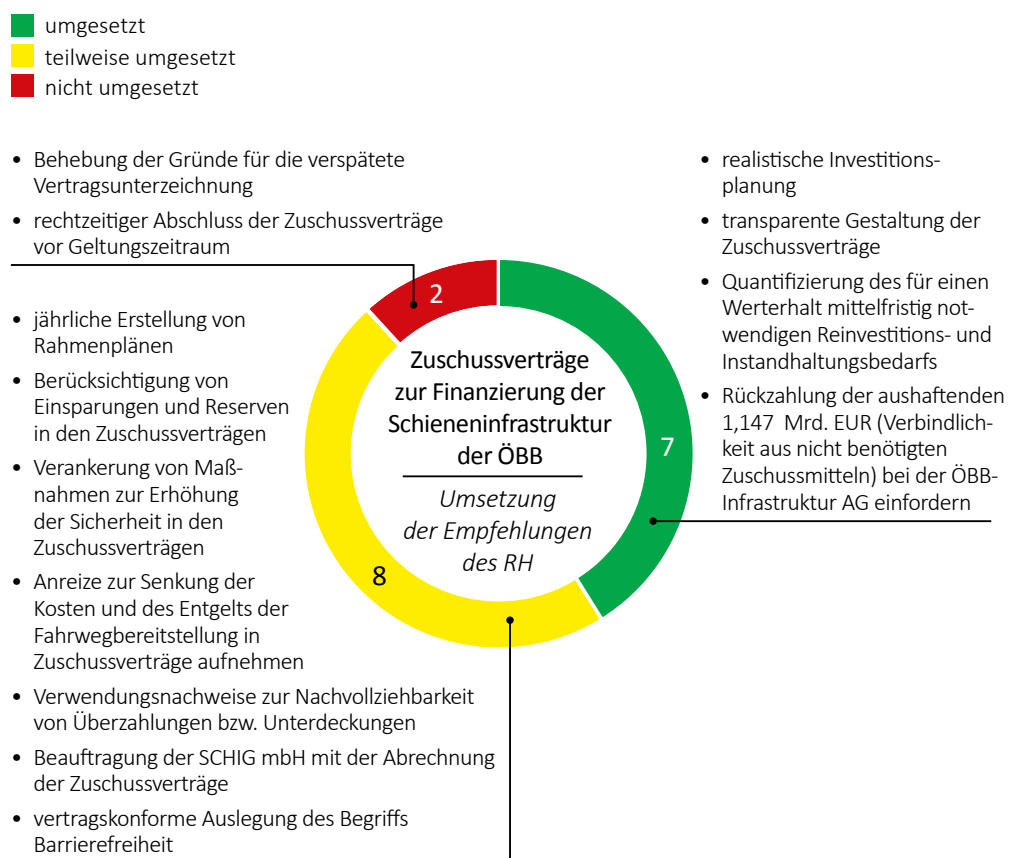 umgesetzt
teilweise umgesetzt
nicht umgesetzt
• Behebung der Gründe für die verspätete
Vertragsunterzeichnung
• rechtzeitiger Abschluss der Zuschussverträge
vor Geltungszeitraum
• jährliche Erstellung von
Rahmenplänen
• Berücksichtigung von
Einsparungen und Reserven
in den Zuschussverträgen
• Verankerung von Maß-
nahmen zur Erhöhung
der Sicherheit in den
Zuschussverträgen
• Anreize zur Senkung der
Kosten und des Entgelts der
Fahrwegbereitstellung in
Zuschussverträge aufnehmen
• Verwendungsnachweise zur Nachvollziehbarkeit
von Überzahlungen bzw. Unterdeckungen
• Beauftragung der SCHIG mbH mit der Abrechnung
der Zuschussverträge
• vertragskonforme Auslegung des Begriffs
Barrierefreiheit
2
7
8
Zuschussverträge
zur Finanzierung der
Schieneninfrastruktur
der ÖBB
Umsetzung
der Empfehlungen
des RH
• realistische Investitions-
planung
• transparente Gestaltung der
Zuschussverträge
• Quantifizierung des für einen
Werterhalt mittelfristig not-
wendigen Reinvestitions- und
Instandhaltungsbedarfs
• Rückzahlung der aushaftenden
1,147 Mrd. EUR (Verbindlich-
keit aus nicht benötigten
Zuschussmitteln) bei der ÖBB-
Infrastruktur AG einfordern